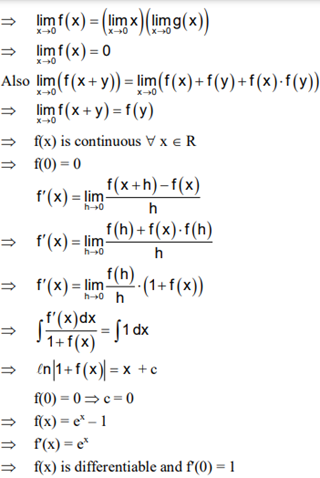 ⇒ lim_{x→0} f(x) = (lim_{x→0} x)(lim_{x→0} g(x))
⇒ lim_{x→0} f(x) = 0
Also lim_{x→0} (f(x+y)) = lim_{x→0} (f(x)+f(y)+f(x)·f(y))
⇒ lim_{x→0} f(x+y) = f(y)
⇒ f(x) is continuous ∀ x ∈ R
⇒ f(0) = 0
f′(x) = lim_{h→0} (f(x+h)–f(x))/h
⇒ f′(x) = lim_{h→0} (f(h)+f(x)·f(h))/h
⇒ f′(x) = lim_{h→0} f(h)/h ·(1+f(x))
⇒ ∫ f′(x)dx/(1+f(x)) = ∫1 dx
⇒ ℓn|1+f(x)| = x + c
f(0) = 0 ⇒ c = 0
⇒ f(x) = eˣ – 1
⇒ f′(x) = eˣ
⇒ f(x) is differentiable and f′(0) = 1